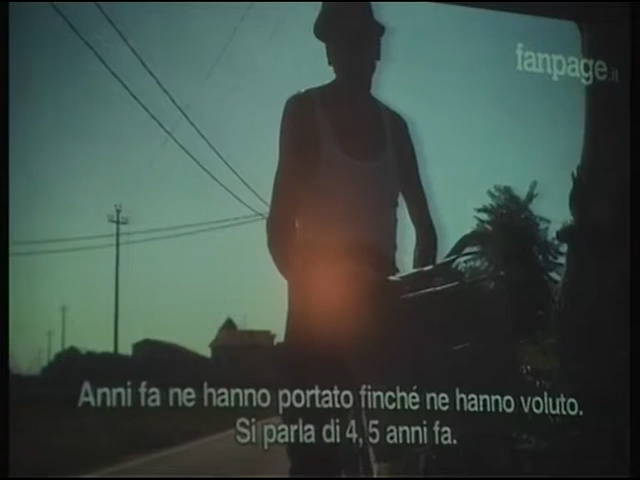 fanpage.it
Anni fa ne hanno portato finché ne hanno voluto.
Si parla di 4, 5 anni fa.